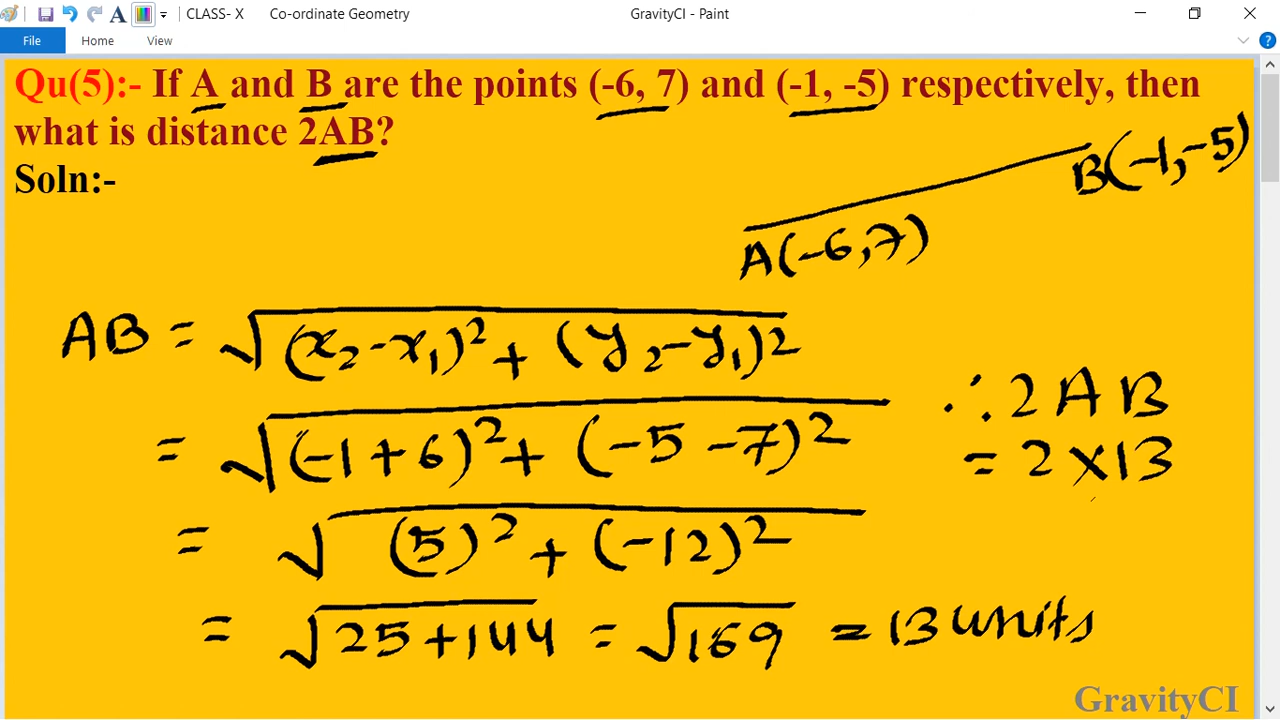 CLASS- X Co-ordinate Geometry GravityCI - Paint
File Home View
Qu(5):- If A and B are the points (-6, 7) and (-1, -5) respectively, then
what is distance 2AB?
Soln:-
B(-1,-5)
A(-6,7)
AB = √(x₂-x₁)²+(y₂-y₁)²
= √(-1+6)²+(-5-7)²
= √(5)²+(-12)²
= √25+144 = √169 = 13 units
∴ 2AB
= 2×13
GravityCI